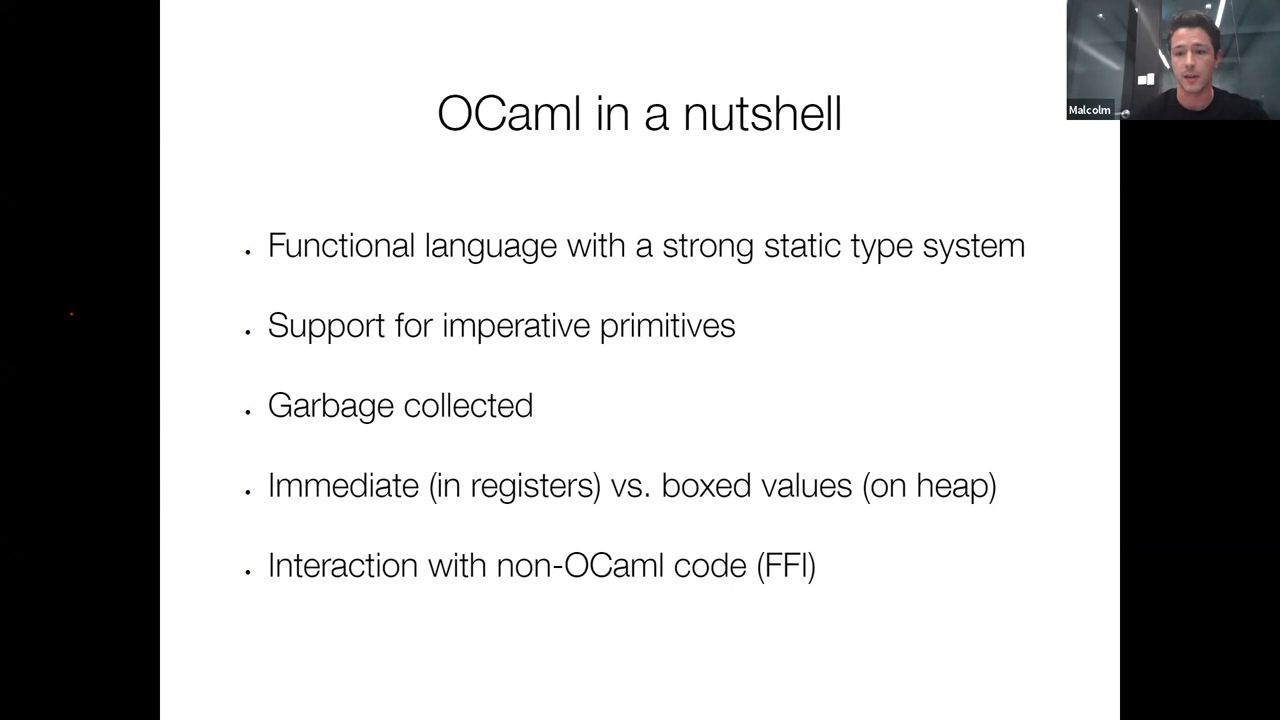 OCaml in a nutshell
Malcolm
Functional language with a strong static type system
Support for imperative primitives
Garbage collected
Immediate (in registers) vs. boxed values (on heap)
Interaction with non-OCaml code (FFI)